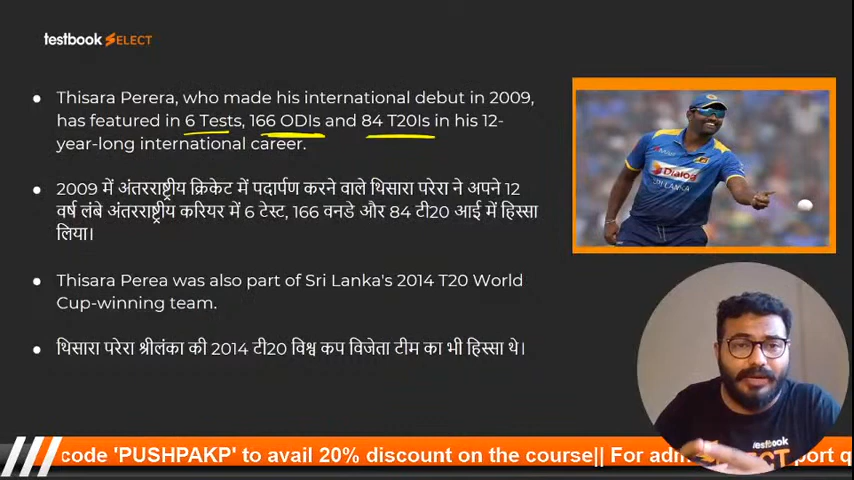 testbook SELECT
Thisara Perera, who made his international debut in 2009,
has featured in 6 Tests, 166 ODIs and 84 T20Is in his 12-
year-long international career.
2009 में अंतरराष्ट्रीय क्रिकेट में पदार्पण करने वाले थिसारा परेरा ने अपने 12
वर्ष लंबे अंतरराष्ट्रीय करियर में 6 टेस्ट, 166 वनडे और 84 टी20 आई में हिस्सा
लिया।
Thisara Perea was also part of Sri Lanka's 2014 T20 World
Cup-winning team.
थिसारा परेरा श्रीलंका की 2014 टी20 विश्व कप विजेता टीम का भी हिस्सा थे।
Dialog
SRI LANKA
testbook
SELECT
code 'PUSHPAKP' to avail 20% discount on the course|| For adm port q